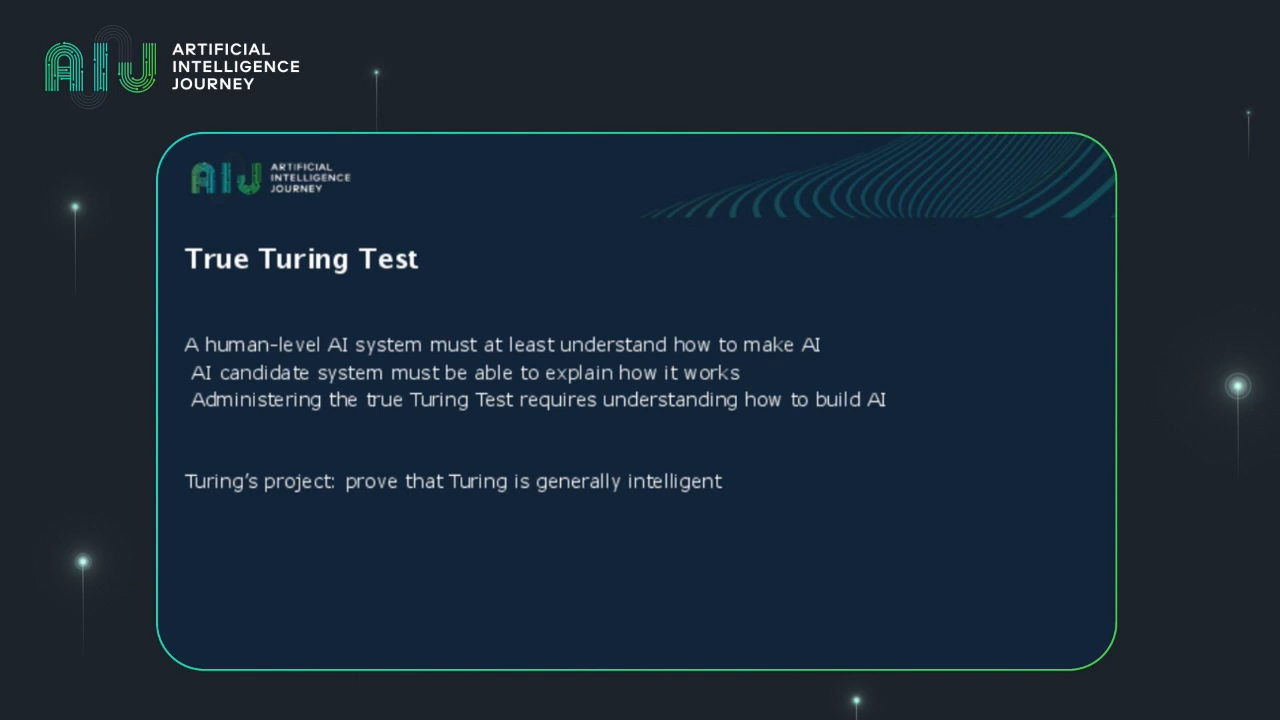 AIJ ARTIFICIAL
INTELLIGENCE
JOURNEY
AIJ ARTIFICIAL
INTELLIGENCE
JOURNEY
True Turing Test
A human-level AI system must at least understand how to make AI
AI candidate system must be able to explain how it works
Administering the true Turing Test requires understanding how to build AI
Turing's project: prove that Turing is generally intelligent